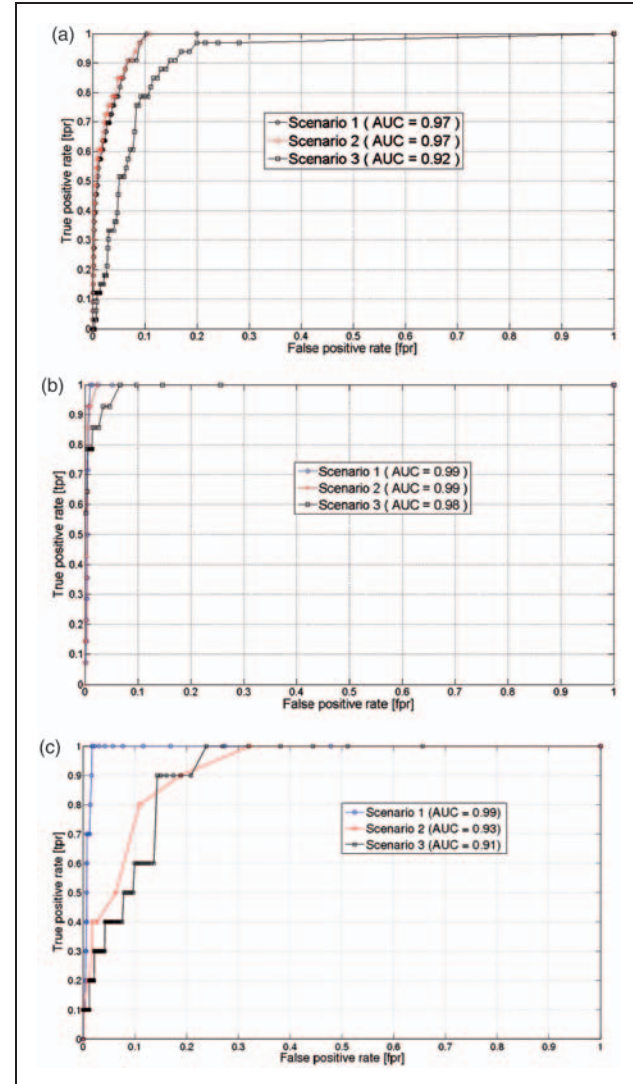 (a)
1
0.9
0.8
0.7
0.6
0.5
0.4
0.3
0.2
0.1
0
True positive rate [tpr]
Scenario 1 ( AUC = 0.97 )
Scenario 2 ( AUC = 0.97 )
Scenario 3 ( AUC = 0.92 )
0 0.1 0.2 0.3 0.4 0.5 0.6 0.7 0.8 0.9 1
False positive rate [fpr]
(b)
1
0.9
0.8
0.7
0.6
0.5
0.4
0.3
0.2
0.1
0
True positive rate [tpr]
Scenario 1 ( AUC = 0.99 )
Scenario 2 ( AUC = 0.99 )
Scenario 3 ( AUC = 0.98 )
0 0.1 0.2 0.3 0.4 0.5 0.6 0.7 0.8 0.9 1
False positive rate [fpr]
(c)
1
0.9
0.8
0.7
0.6
0.5
0.4
0.3
0.2
0.1
0
True positive rate [tpr]
Scenario 1 (AUC = 0.99)
Scenario 2 (AUC = 0.93)
Scenario 3 (AUC = 0.91)
0 0.1 0.2 0.3 0.4 0.5 0.6 0.7 0.8 0.9 1
False positive rate [fpr]